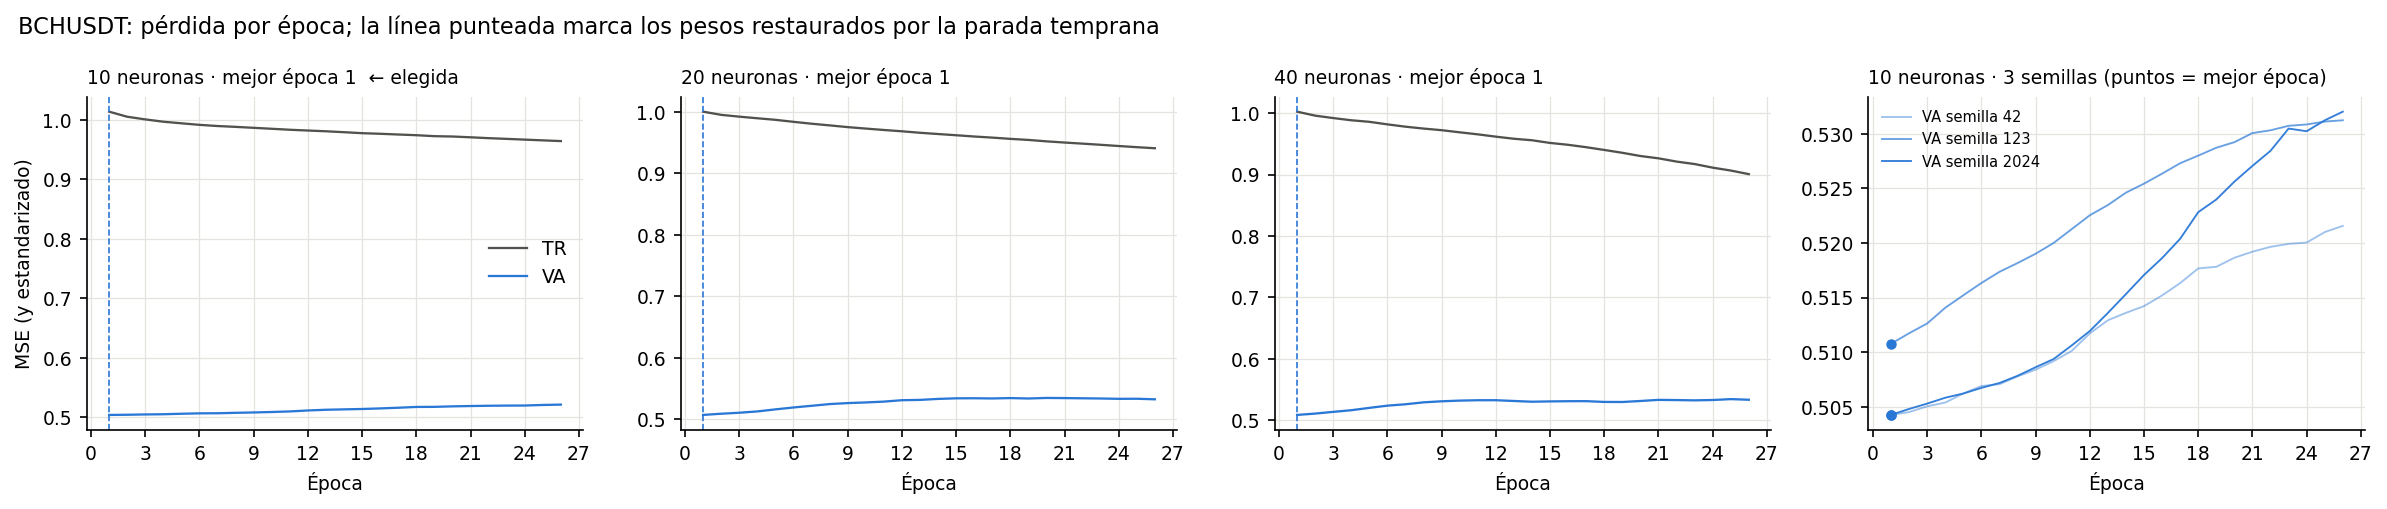 BCHUSDT: pérdida por época; la línea punteada marca los pesos restaurados por la parada temprana
10 neuronas · mejor época 1 ← elegida
MSE (y estandarizado)
1.0
0.9
0.8
0.7
0.6
0.5
TR
VA
0 3 6 9 12 15 18 21 24 27
Época
20 neuronas · mejor época 1
1.0
0.9
0.8
0.7
0.6
0.5
0 3 6 9 12 15 18 21 24 27
Época
40 neuronas · mejor época 1
1.0
0.9
0.8
0.7
0.6
0.5
0 3 6 9 12 15 18 21 24 27
Época
10 neuronas · 3 semillas (puntos = mejor época)
VA semilla 42
VA semilla 123
VA semilla 2024
0.530
0.525
0.520
0.515
0.510
0.505
0 3 6 9 12 15 18 21 24 27
Época